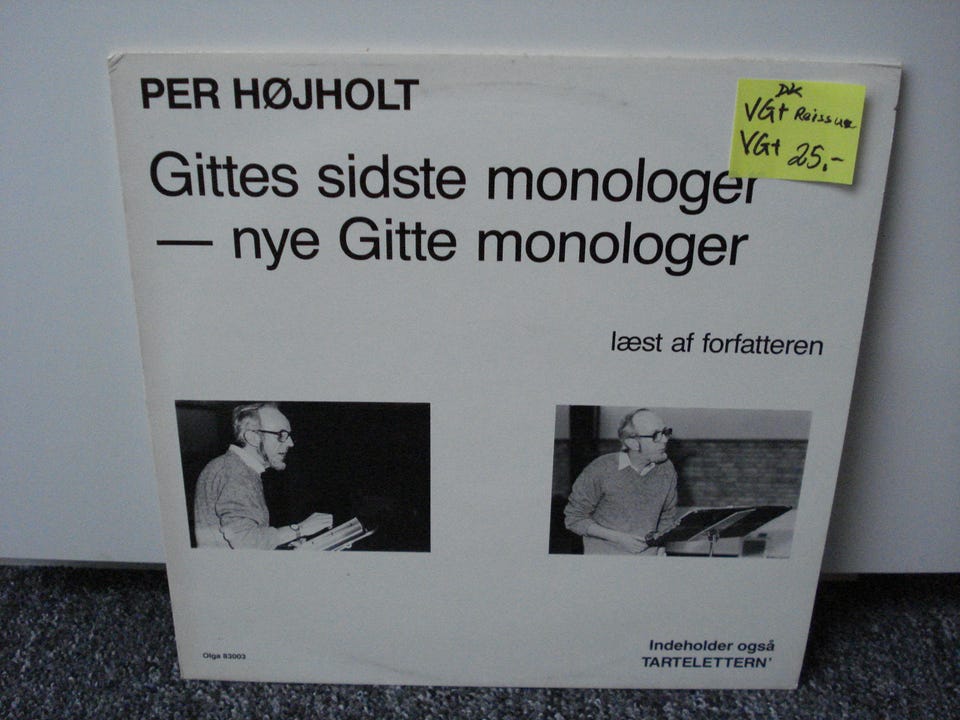 PER HØJHOLT
DK
VG+ Reissue
VG+ 25,-
Gittes sidste monologer
— nye Gitte monologer
læst af forfatteren
Olga 83003
Indeholder også
TARTELETTERN'